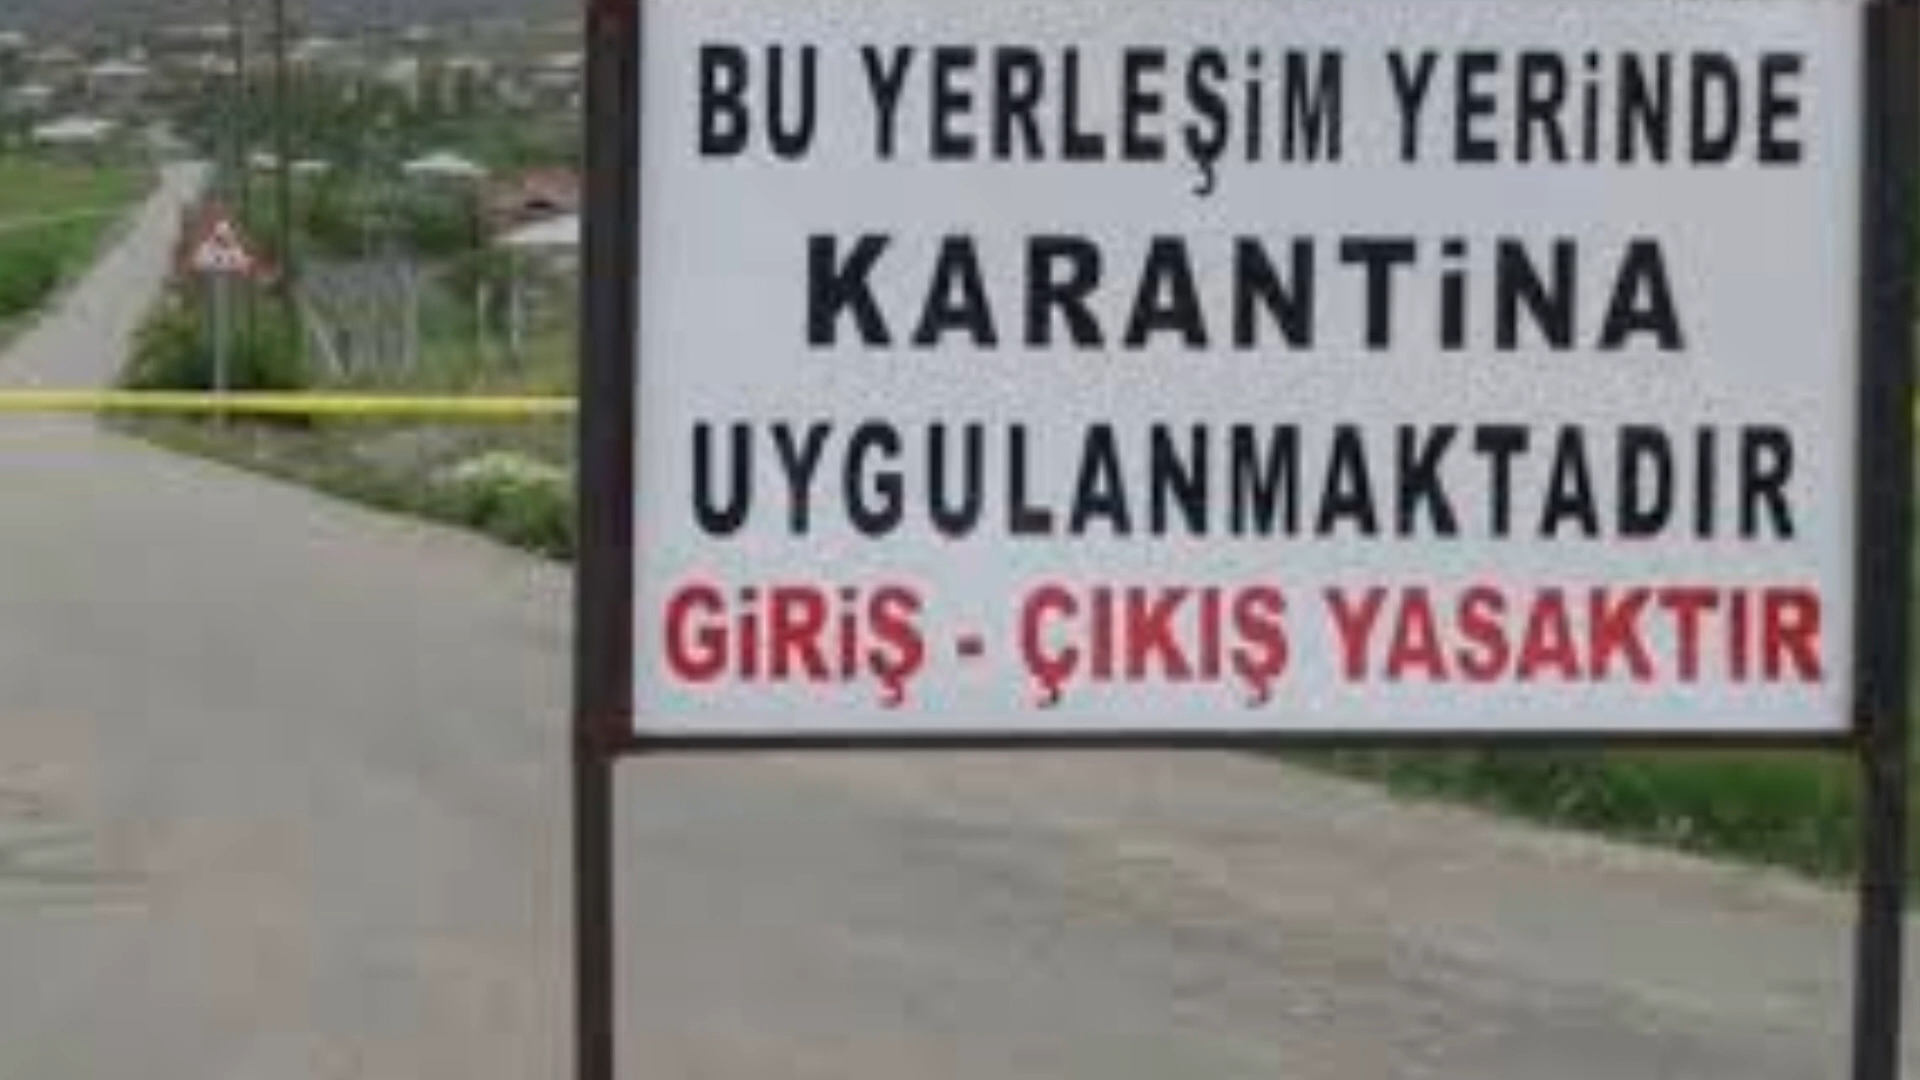 BU YERLEŞİM YERİNDE
KARANTİNA
UYGULANMAKTADIR
GİRİŞ - ÇIKIŞ YASAKTIR